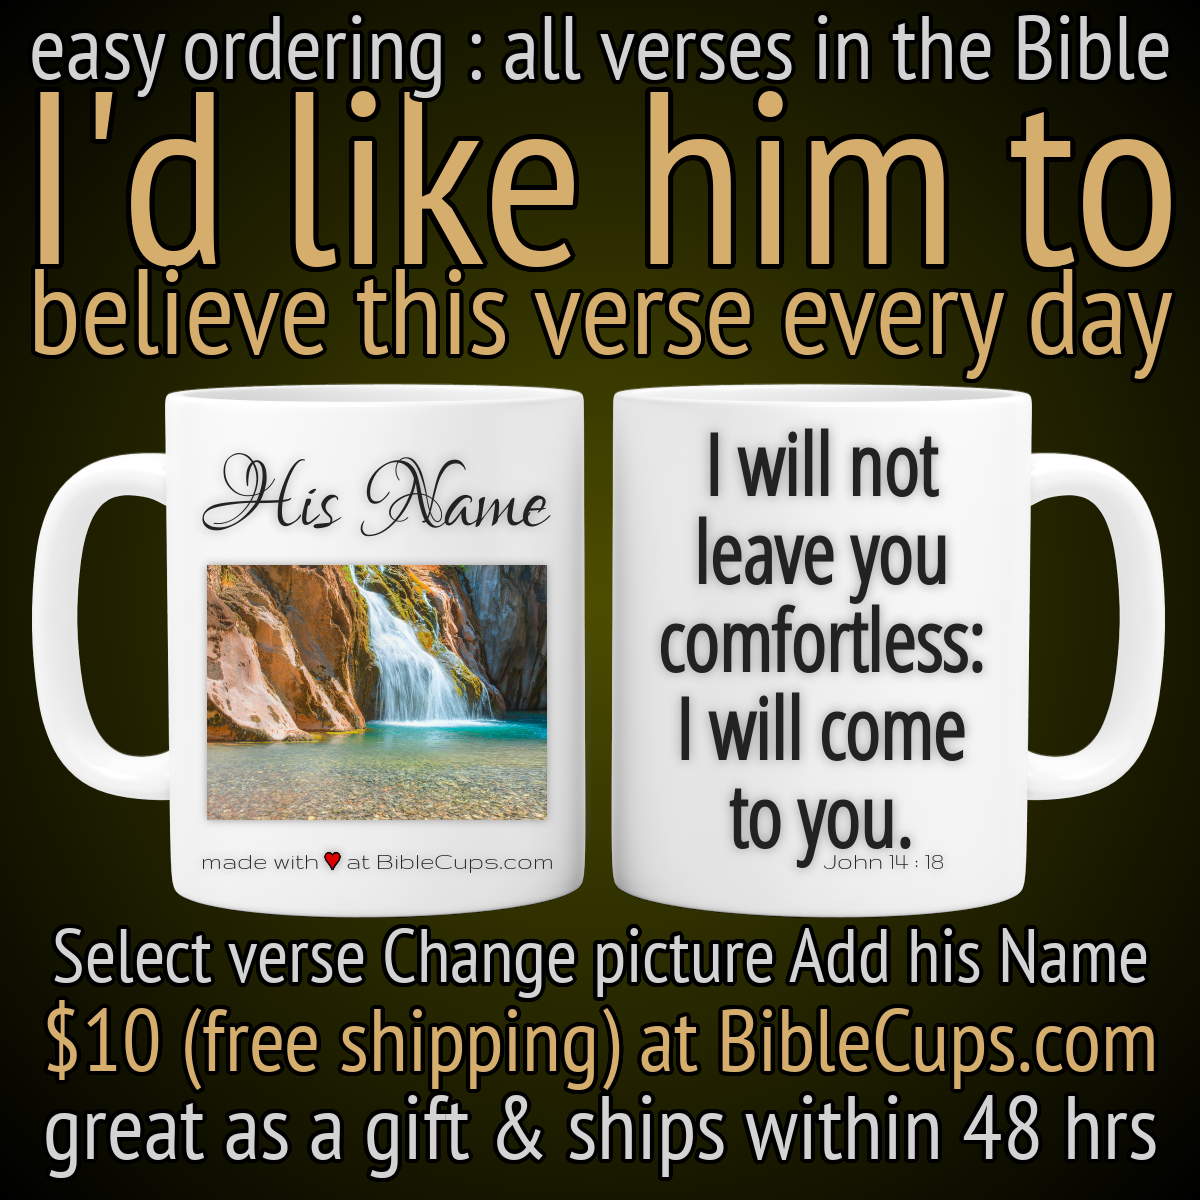 easy ordering : all verses in the Bible
I'd like him to
believe this verse every day
His Name
made with ♥ at BibleCups.com
I will not
leave you
comfortless:
I will come
to you.
John 14 : 18
Select verse Change picture Add his Name
$10 (free shipping) at BibleCups.com
great as a gift & ships within 48 hrs